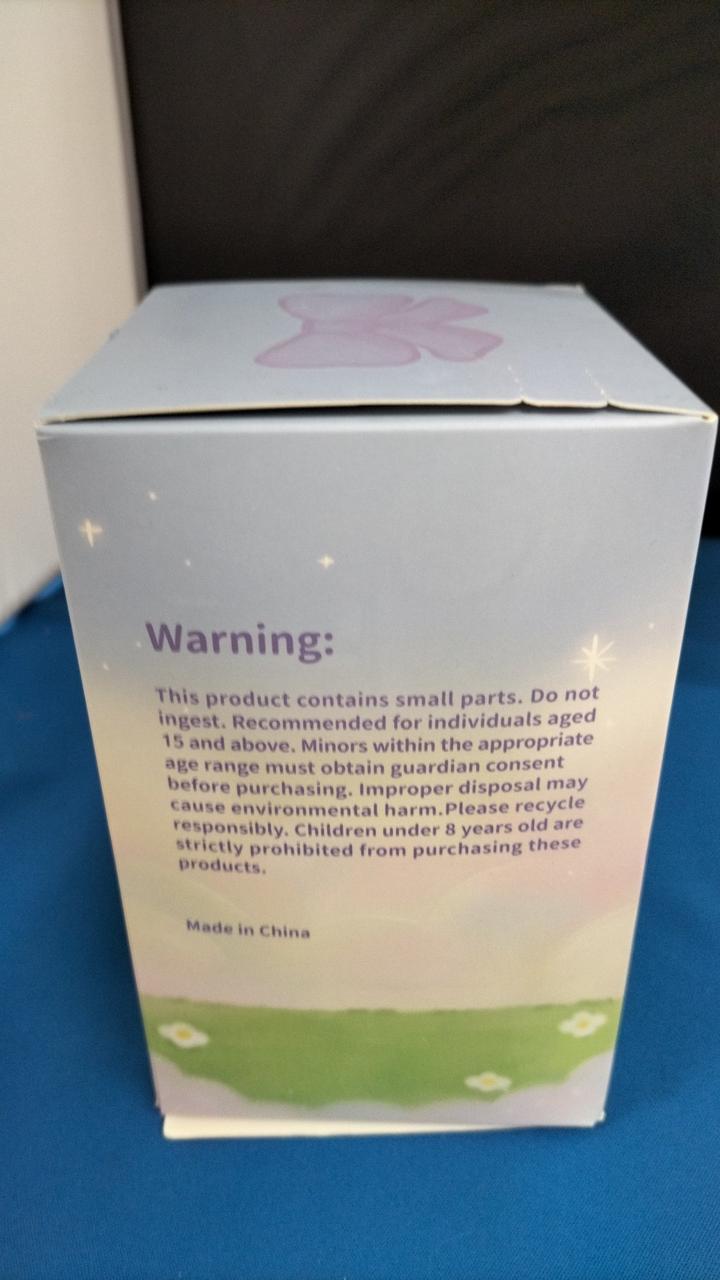 Warning:
This product contains small parts. Do not
ingest. Recommended for individuals aged
15 and above. Minors within the appropriate
age range must obtain guardian consent
before purchasing. Improper disposal may
cause environmental harm.Please recycle
responsibly. Children under 8 years old are
strictly prohibited from purchasing these
products.
Made in China